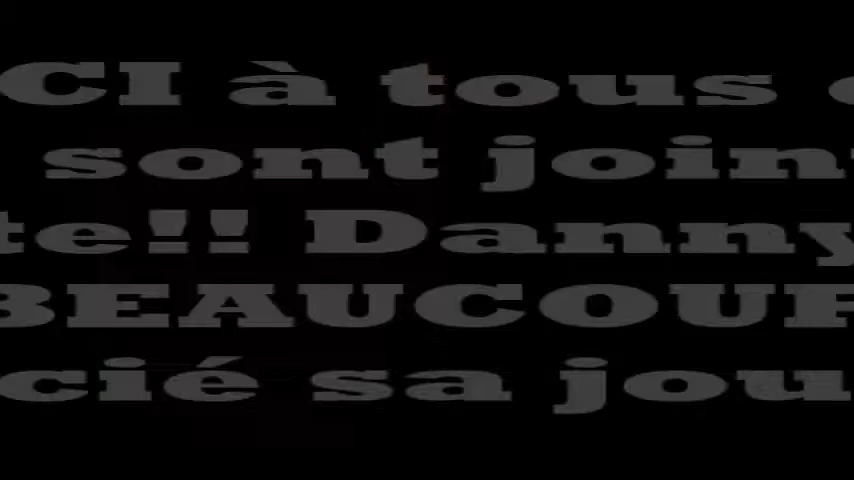 CI à tous
sont join
te!! Danny
BEAUCOUP
cié sa jou